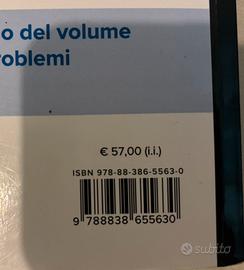 o del volume
roblemi
€ 57,00 (i.i.)
ISBN 978-88-386-5563-0
9 788838 655630
subito